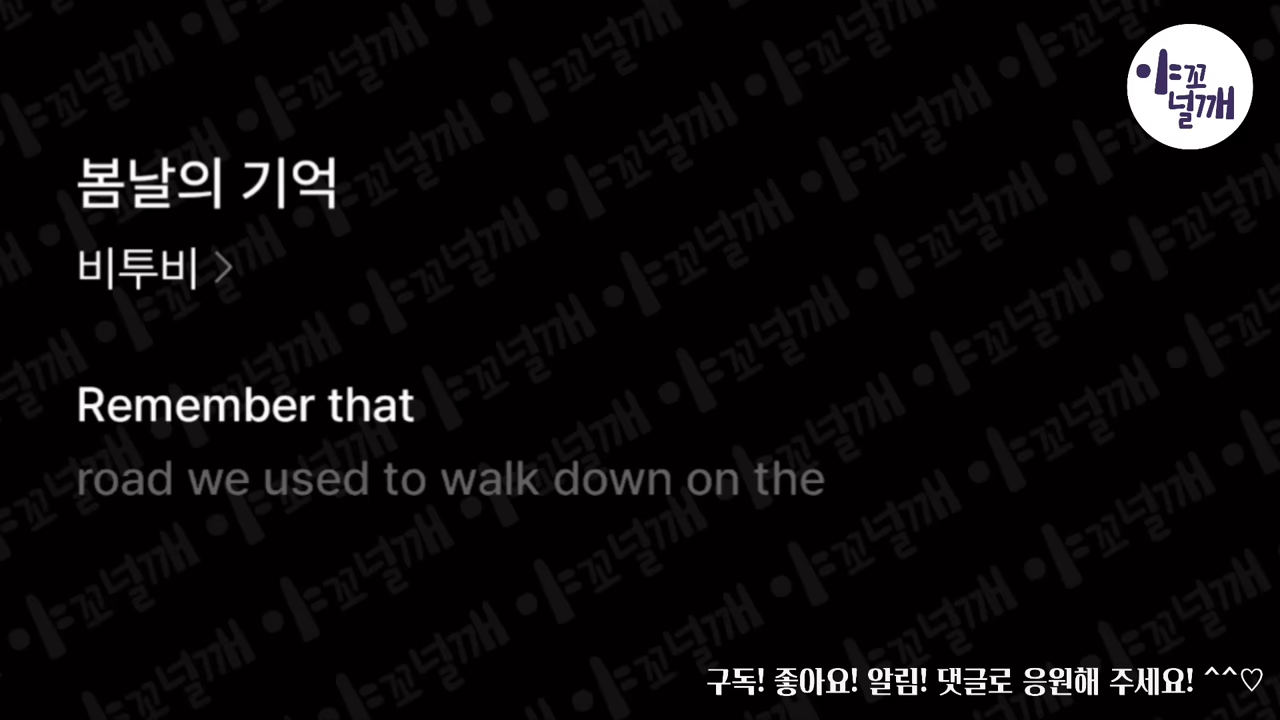 야꼬
널깨
봄날의 기억
비투비 >
Remember that
road we used to walk down on the
구독! 좋아요! 알림! 댓글로 응원해 주세요! ^^♡